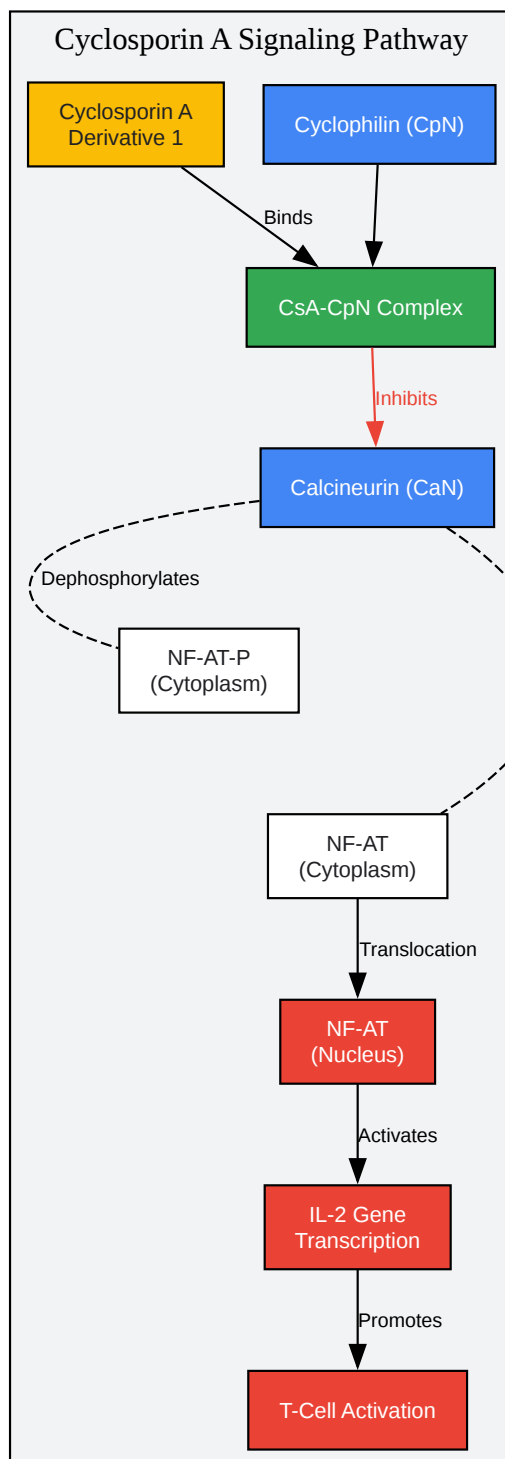 Cyclosporin A Signaling Pathway
Cyclosporin A
Derivative 1
Cyclophilin (CpN)
Binds
CsA-CpN Complex
Inhibits
Calcineurin (CaN)
Dephosphorylates
NF-AT-P
(Cytoplasm)
NF-AT
(Cytoplasm)
Translocation
NF-AT
(Nucleus)
Activates
IL-2 Gene
Transcription
Promotes
T-Cell Activation